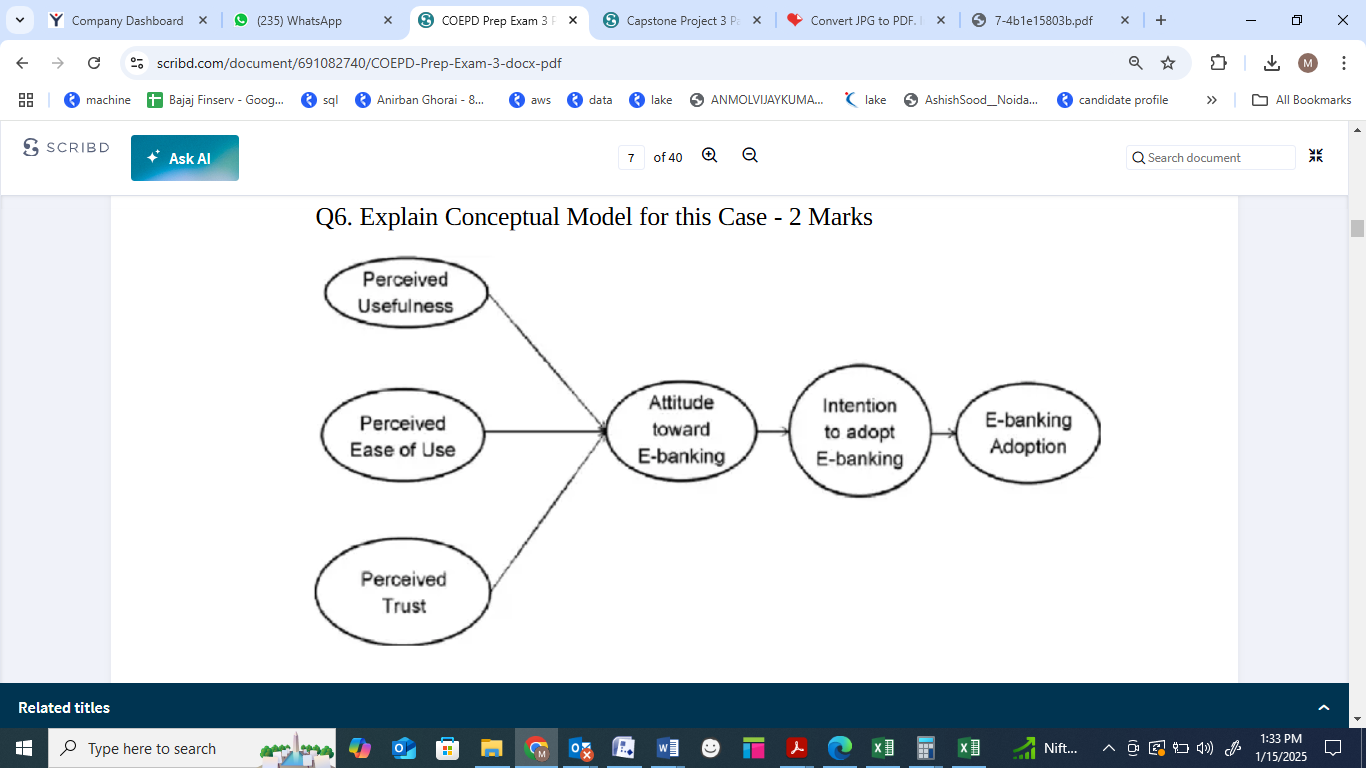 Company Dashboard
(235) WhatsApp
COEPD Prep Exam 3 F
Capstone Project 3 Pa
Convert JPG to PDF.
7-4b1e15803b.pdf
scribd.com/document/691082740/COEPD-Prep-Exam-3-docx-pdf
M
machine
Bajaj Finserv - Goog...
sql
Anirban Ghorai - 8...
aws
data
lake
ANMOLVIJAYKUMA...
lake
AshishSood__Noida...
candidate profile
»
All Bookmarks
SCRIBD
Ask AI
7 of 40
Search document
Q6. Explain Conceptual Model for this Case - 2 Marks
Perceived
Usefulness
Perceived
Ease of Use
Perceived
Trust
Attitude
toward
E-banking
Intention
to adopt
E-banking
E-banking
Adoption
Related titles
Type here to search
Nift...
1:33 PM
1/15/2025